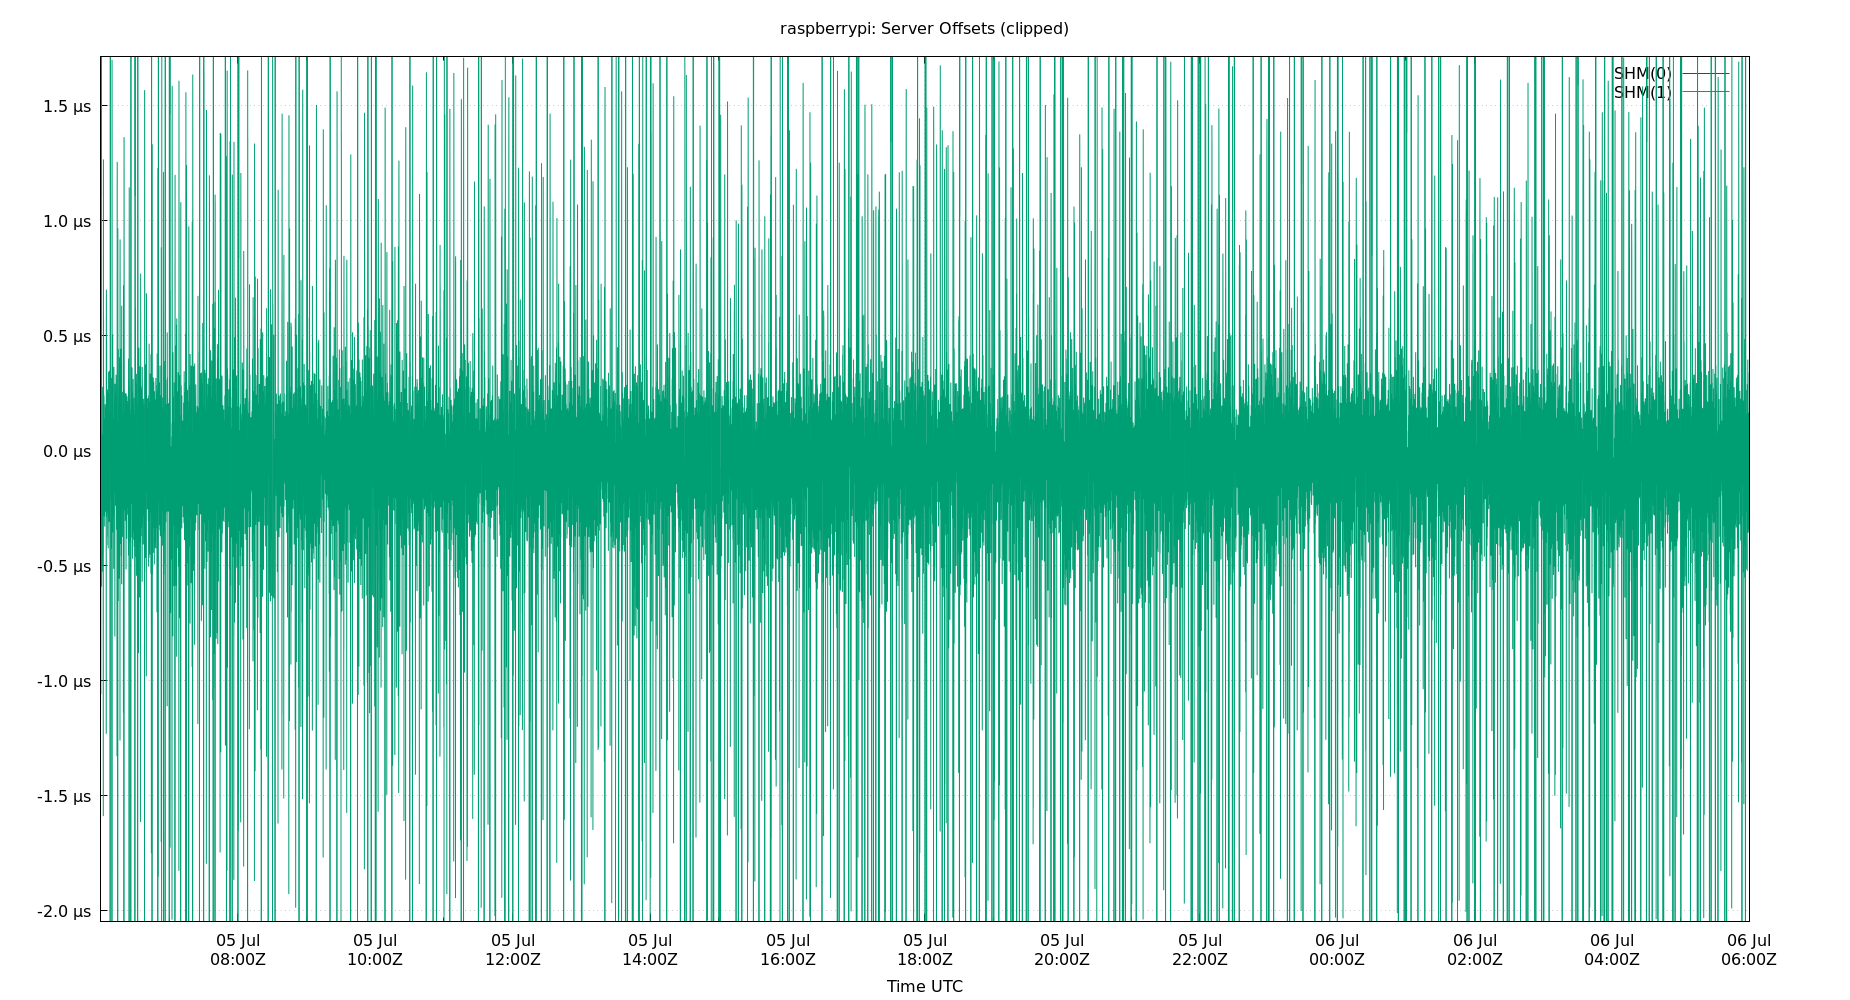 raspberrypi: Server Offsets (clipped)
SHM(0)
SHM(1)
1.5 µs
1.0 µs
0.5 µs
0.0 µs
-0.5 µs
-1.0 µs
-1.5 µs
-2.0 µs
05 Jul 05 Jul 05 Jul 05 Jul 05 Jul 05 Jul 05 Jul 05 Jul 06 Jul 06 Jul 06 Jul 06 Jul
08:00Z 10:00Z 12:00Z 14:00Z 16:00Z 18:00Z 20:00Z 22:00Z 00:00Z 02:00Z 04:00Z 06:00Z
Time UTC